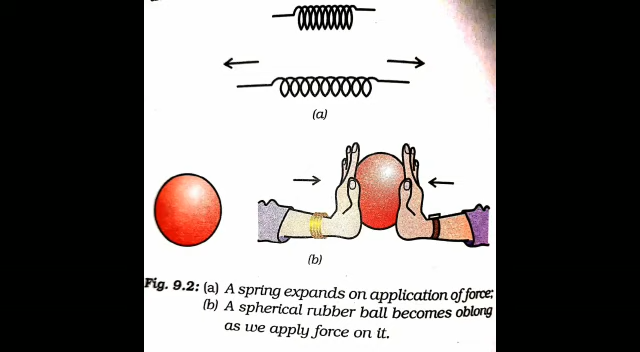 (a)
(b)
Fig. 9.2: (a) A spring expands on application of force;
(b) A spherical rubber ball becomes oblong
as we apply force on it.